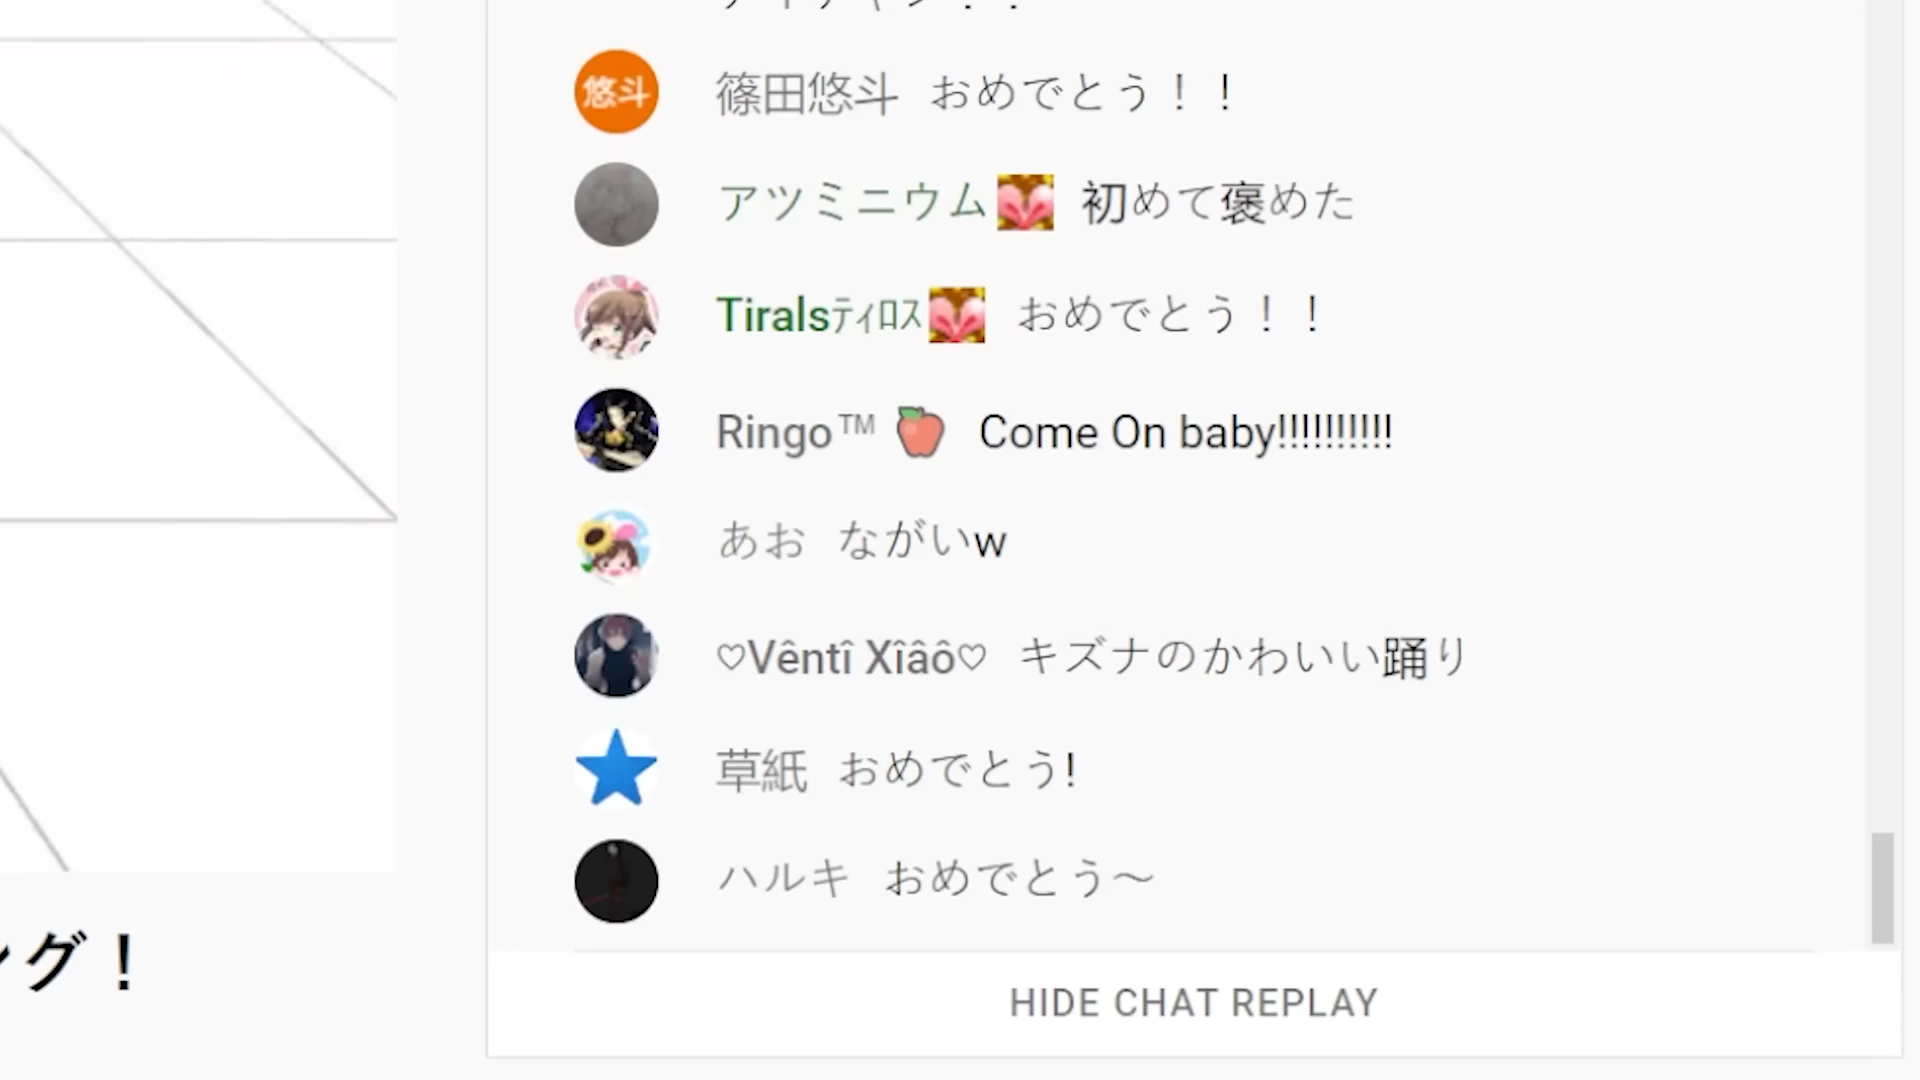 悠斗 篠田悠斗 おめでとう！！
アツミニウム 初めて褒めた
Tiralsティロス おめでとう！！
Ringo™ Come On baby!!!!!!!!!!
あお ながいw
♡Vêntî Xîâô♡ キズナのかわいい踊り
草紙 おめでとう!
ハルキ おめでとう～
ング！
HIDE CHAT REPLAY